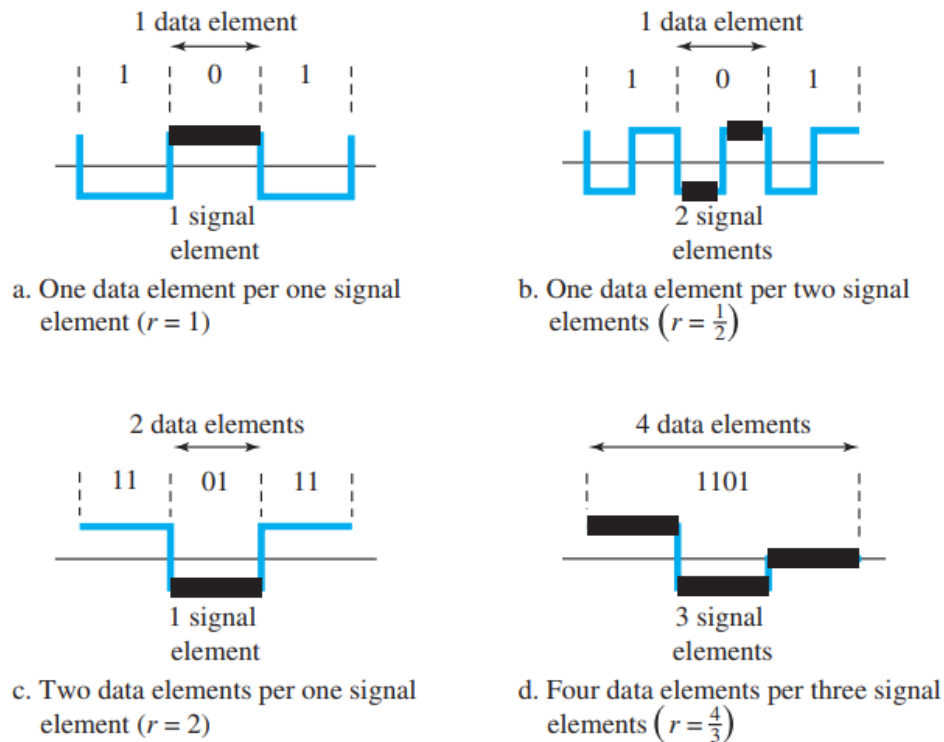 1 data element
1 0 1
1 signal
element
a. One data element per one signal
element (r = 1)
1 data element
1 0 1
2 signal
elements
b. One data element per two signal
elements (r = 1/2)
2 data elements
11 01 11
1 signal
element
c. Two data elements per one signal
element (r = 2)
4 data elements
1101
3 signal
elements
d. Four data elements per three signal
elements (r = 4/3)